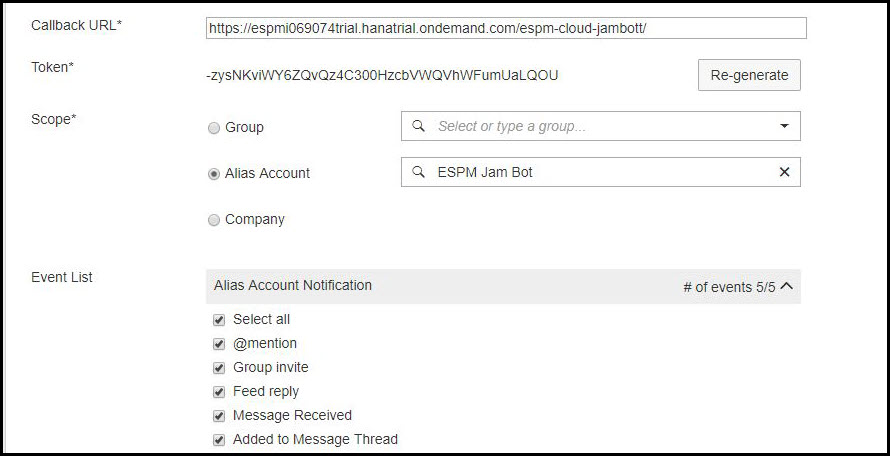 Callback URL* https://espmi069074trial.hanatrial.ondemand.com/espm-cloud-jambott/
Token* -zysNKviWY6ZQvQz4C300HzcbVWQVhWFumUaLQOU Re-generate
Scope* Group Select or type a group...
Alias Account ESPM Jam Bot
Company
Event List Alias Account Notification # of events 5/5
Select all
@mention
Group invite
Feed reply
Message Received
Added to Message Thread